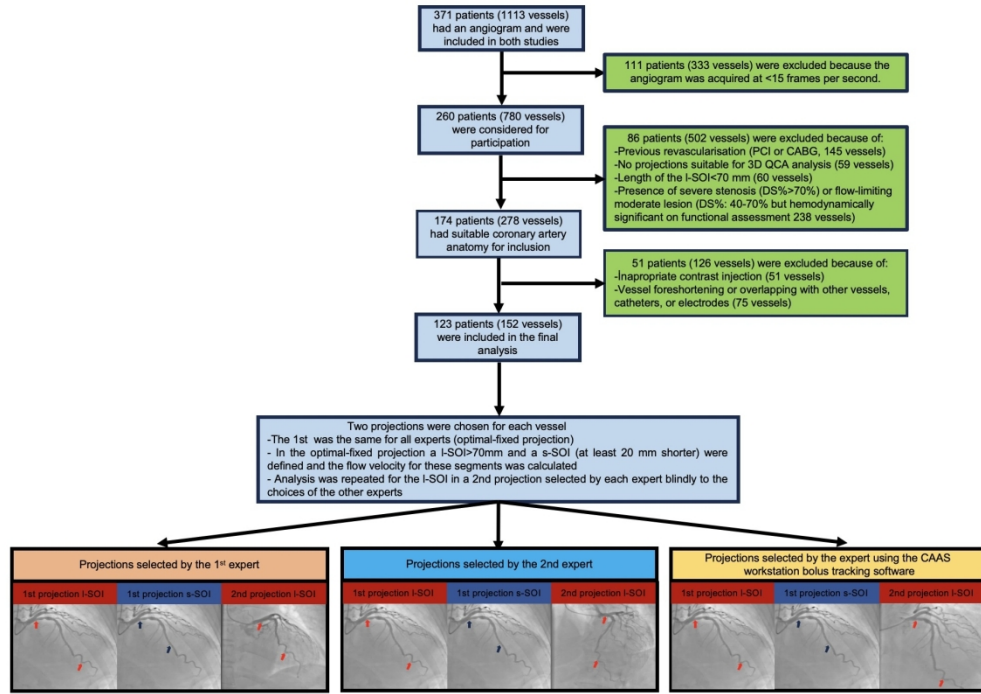 371 patients (1113 vessels)
had an angiogram and were
included in both studies
111 patients (333 vessels) were excluded because the
angiogram was acquired at <15 frames per second.
260 patients (780 vessels)
were considered for
participation
86 patients (502 vessels) were excluded because of:
-Previous revascularisation (PCI or CABG, 145 vessels)
-No projections suitable for 3D QCA analysis (59 vessels)
-Length of the l-SOI<70 mm (60 vessels)
-Presence of severe stenosis (DS%>70%) or flow-limiting
moderate lesion (DS%: 40-70% but hemodynamically
significant on functional assessment 238 vessels)
174 patients (278 vessels)
had suitable coronary artery
anatomy for inclusion
51 patients (126 vessels) were excluded because of:
-İnapropriate contrast injection (51 vessels)
-Vessel foreshortening or overlapping with other vessels,
catheters, or electrodes (75 vessels)
123 patients (152 vessels)
were included in the final
analysis
Two projections were chosen for each vessel
-The 1st was the same for all experts (optimal-fixed projection)
- In the optimal-fixed projection a l-SOI>70mm and a s-SOI (at least 20 mm shorter) were
defined and the flow velocity for these segments was calculated
- Analysis was repeated for the l-SOI in a 2nd projection selected by each expert blindly to the
choices of the other experts
Projections selected by the 1st expert
1st projection l-SOI
1st projection s-SOI
2nd projection l-SOI
Projections selected by the 2nd expert
1st projection l-SOI
1st projection s-SOI
2nd projection l-SOI
Projections selected by the expert using the CAAS
workstation bolus tracking software
1st projection l-SOI
1st projection s-SOI
2nd projection l-SOI